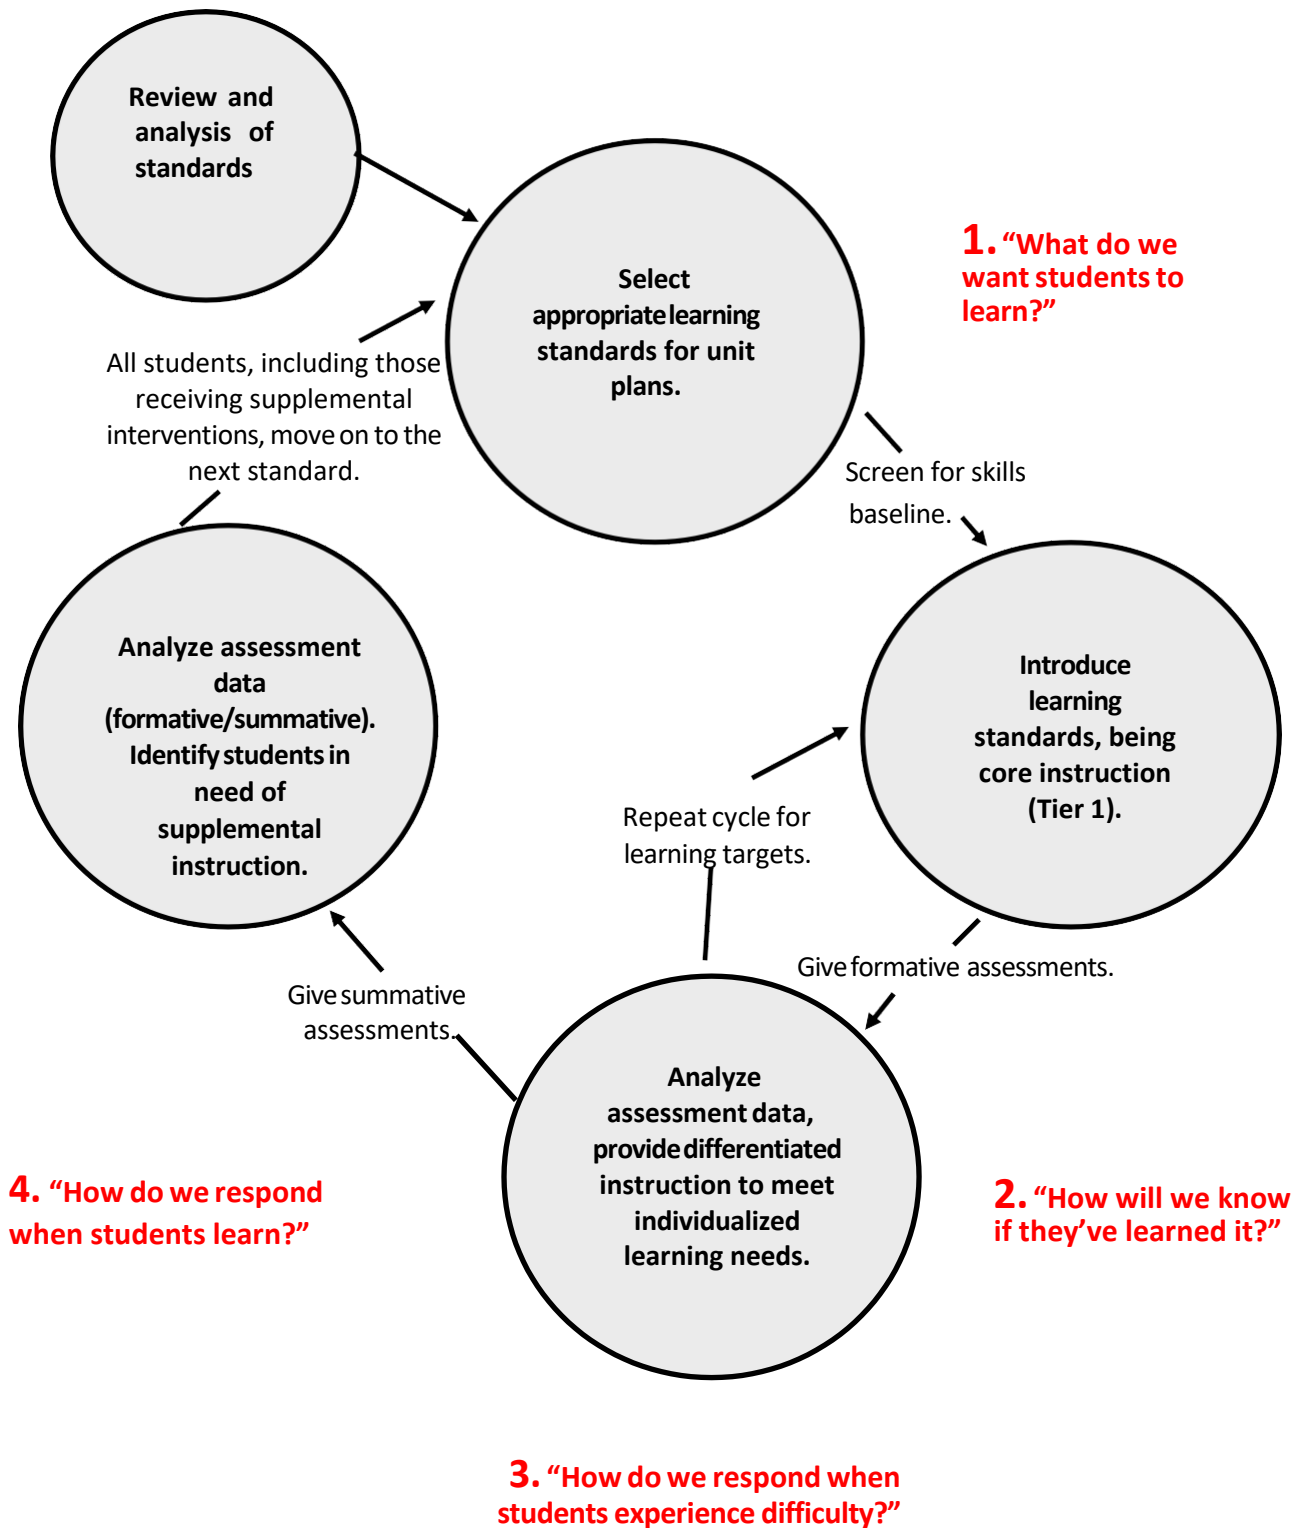 Review and
analysis of
standards
Select
appropriate learning
standards for unit
plans.
1. “What do we
want students to
learn?”
All students, including those
receiving supplemental
interventions, move on to the
next standard.
Screen for skills
baseline.
Analyze assessment
data
(formative/summative).
Identify students in
need of
supplemental
instruction.
Introduce
learning
standards, being
core instruction
(Tier 1).
Repeat cycle for
learning targets.
Give formative assessments.
Give summative
assessments.
Analyze
assessment data,
provide differentiated
instruction to meet
individualized
learning needs.
4. “How do we respond
when students learn?”
2. “How will we know
if they’ve learned it?”
3. “How do we respond when
students experience difficulty?”